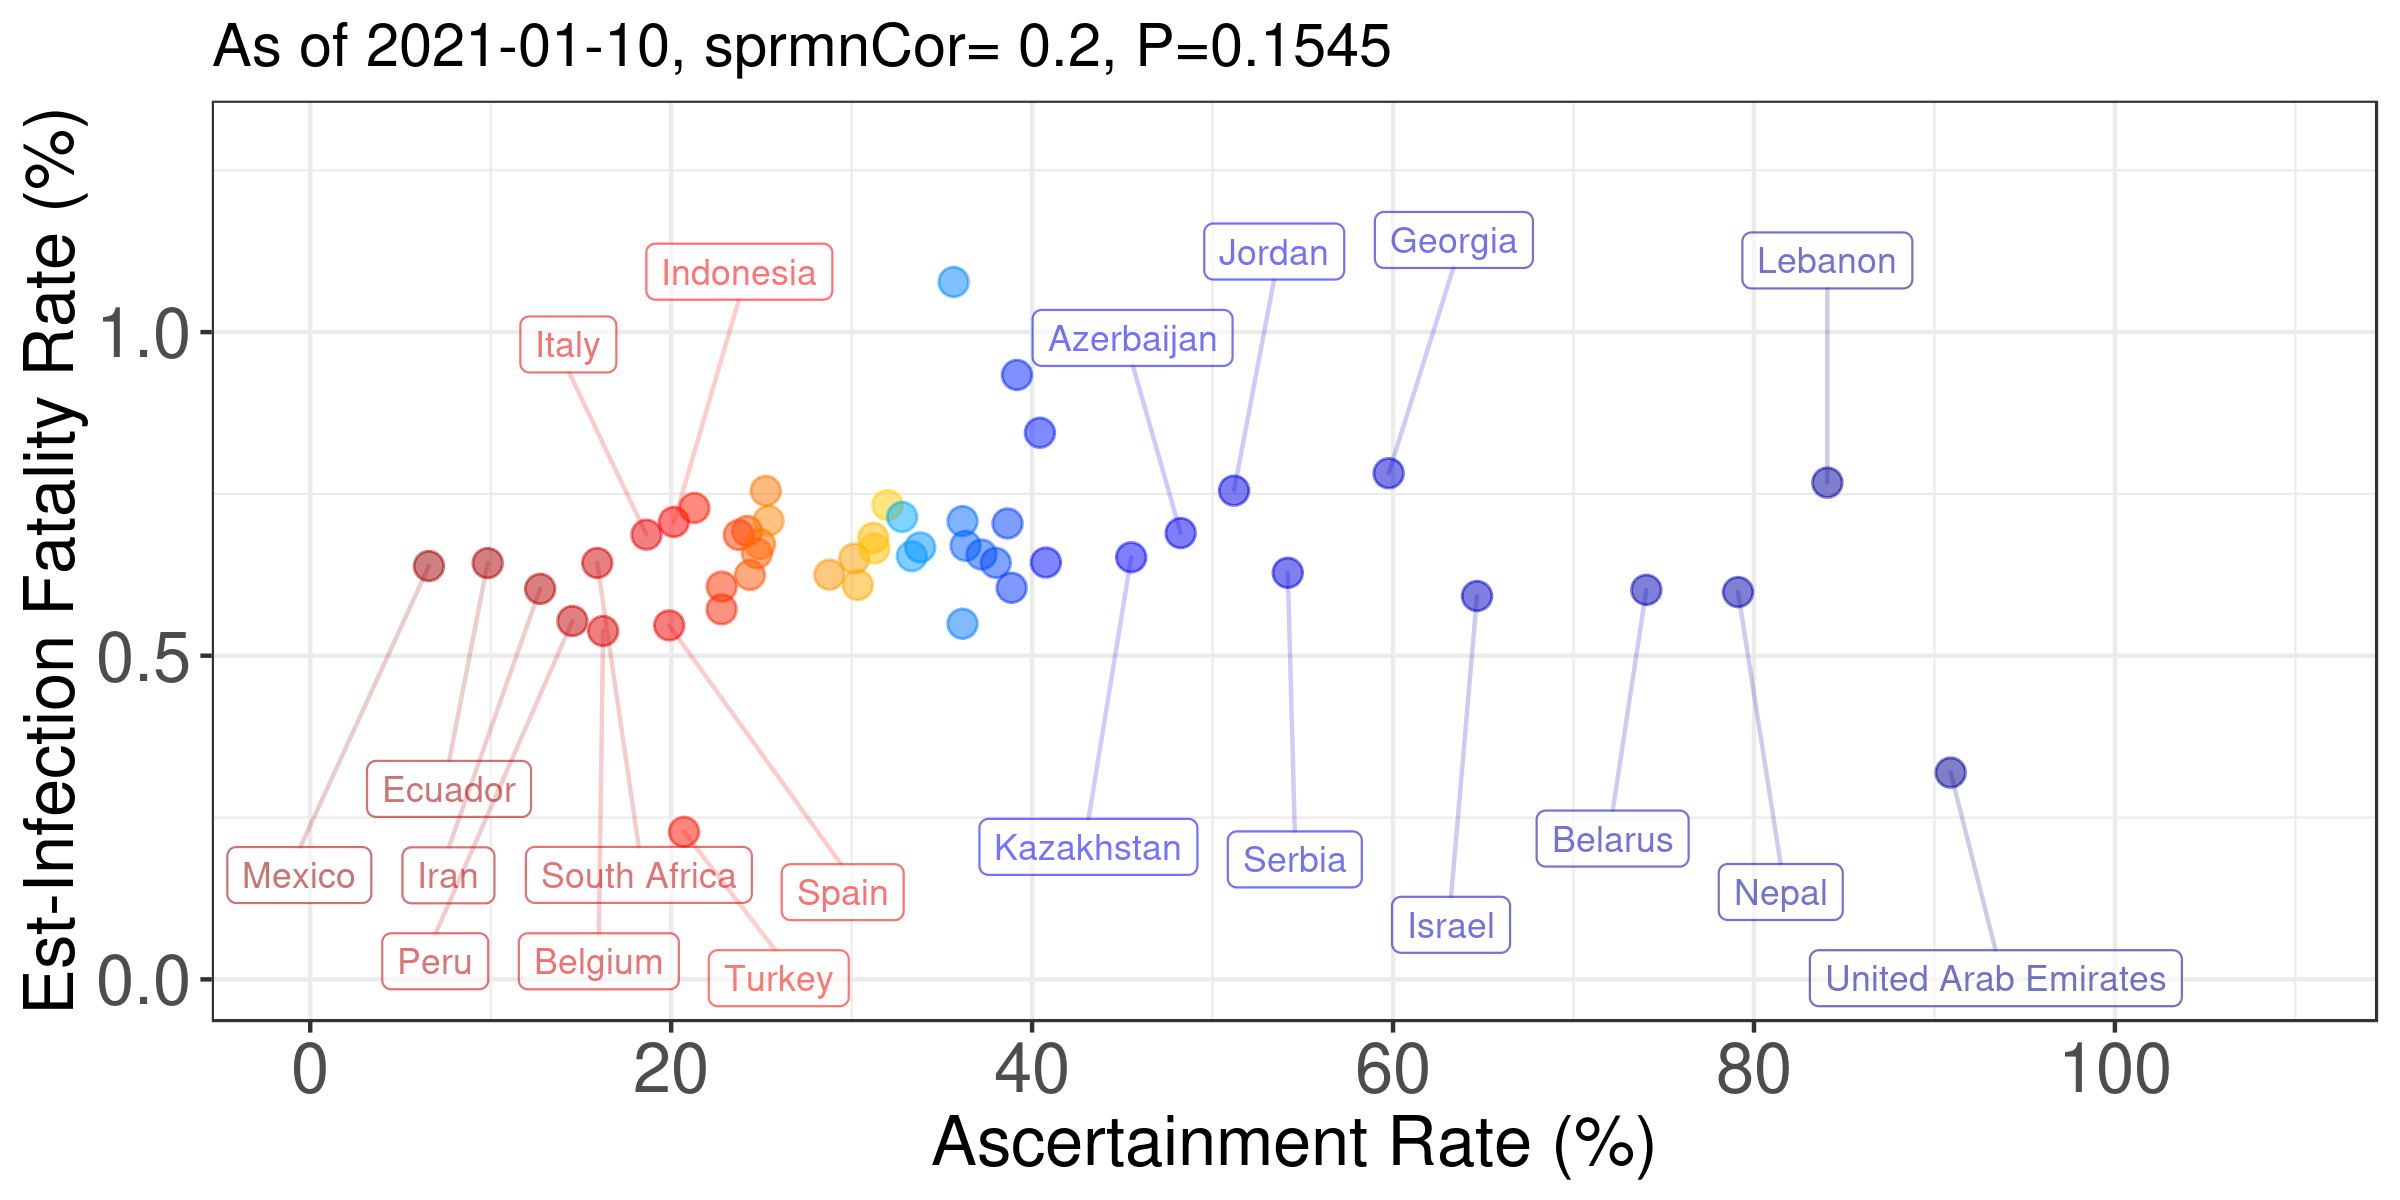 As of 2021-01-10, sprmnCor= 0.2, P=0.1545
Est-Infection Fatality Rate (%)
1.0
0.5
0.0
Georgia
Jordan
Lebanon
Indonesia
Azerbaijan
Italy
Ecuador
Belarus
Kazakhstan
Serbia
Mexico
Iran
South Africa
Spain
Nepal
Israel
Peru
Belgium
Turkey
United Arab Emirates
0
20
40
60
80
100
Ascertainment Rate (%)